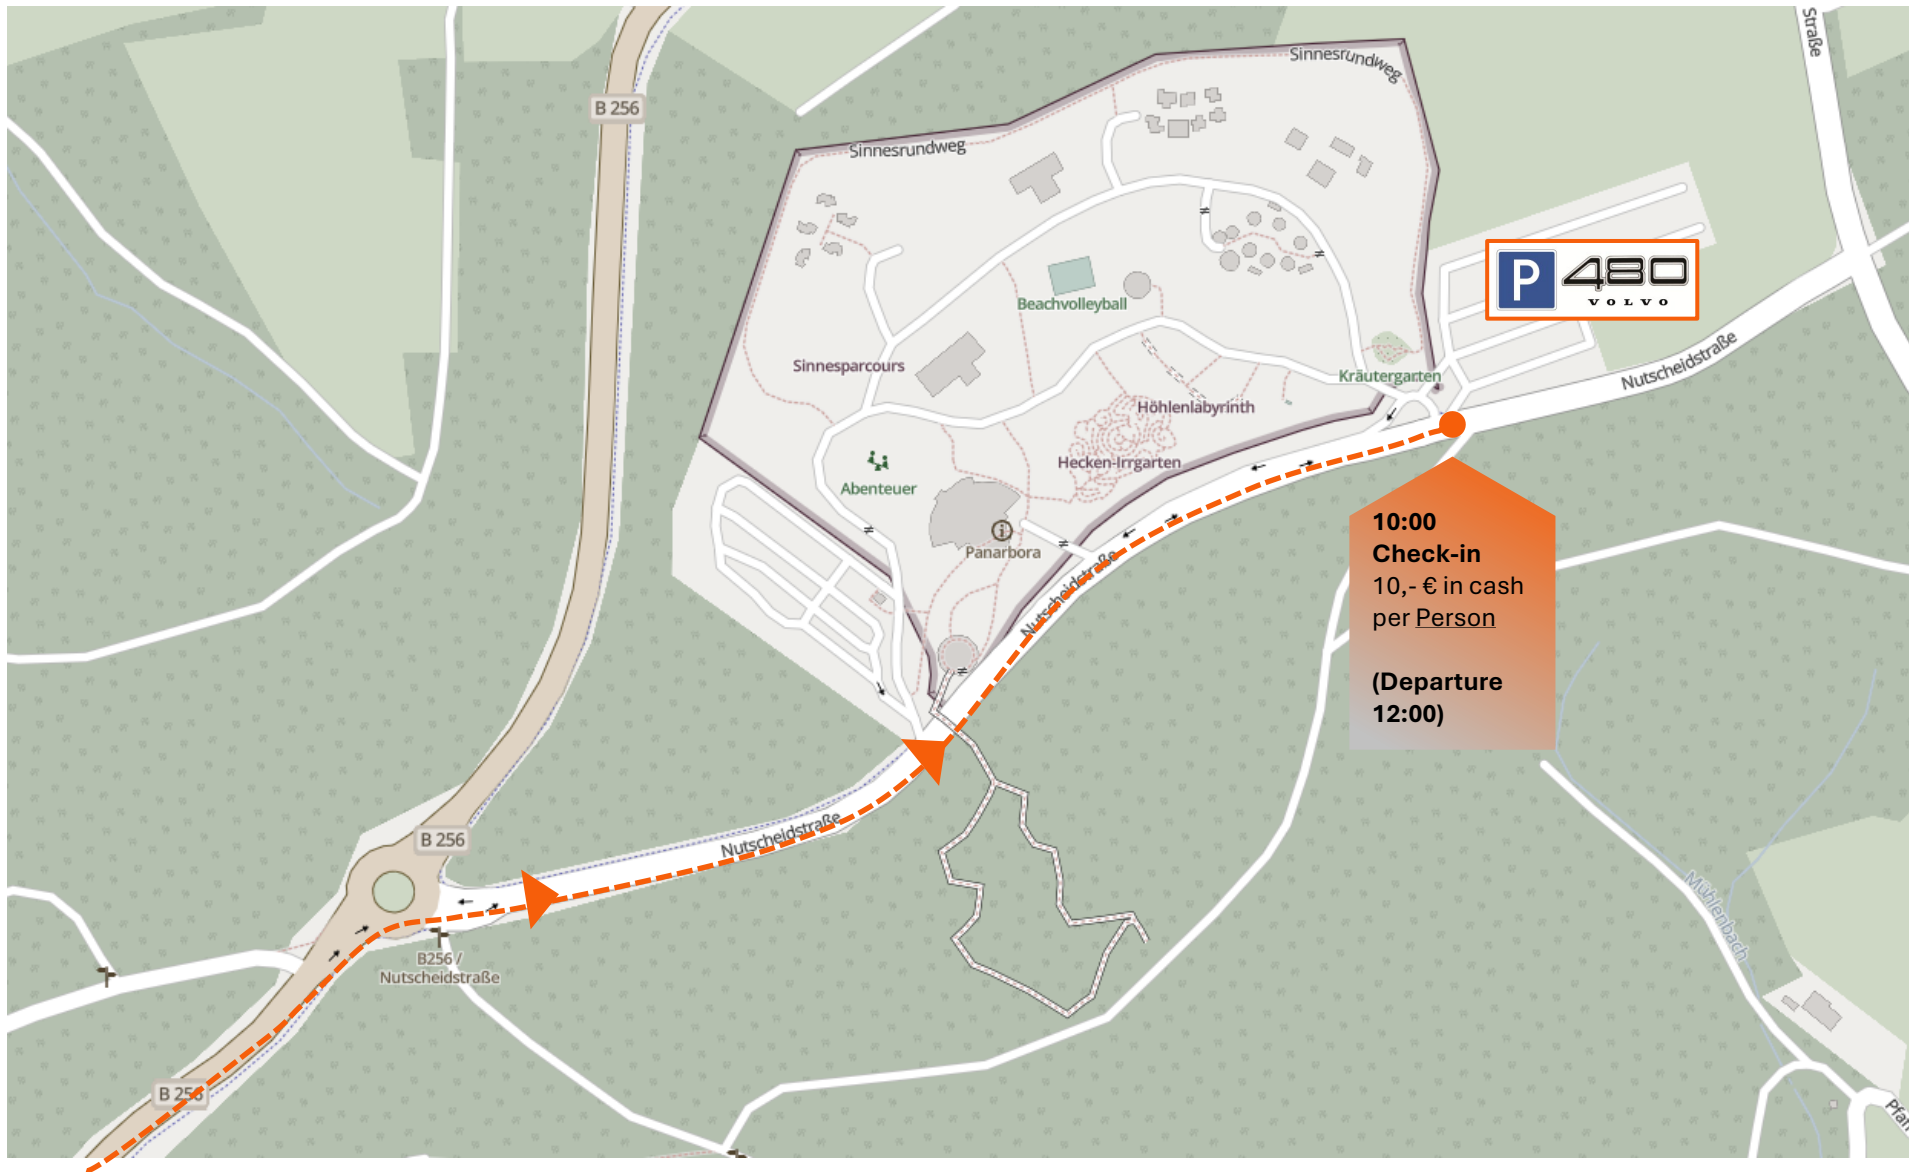 Straße
Sinnesrundweg
B 256
Sinnesrundweg
P 480
VOLVO
Beachvolleyball
Nutscheidstraße
Sinnesparcours
Kräutergarten
Höhlenlabyrinth
Hecken-Irrgarten
Abenteuer
Panarbora
Nutscheidstraße
10:00
Check-in
10,- € in cash
per Person
(Departure
12:00)
Nutscheidstraße
B 256
Mühlenbach
B256 /
Nutscheidstraße
B 256
Pfar